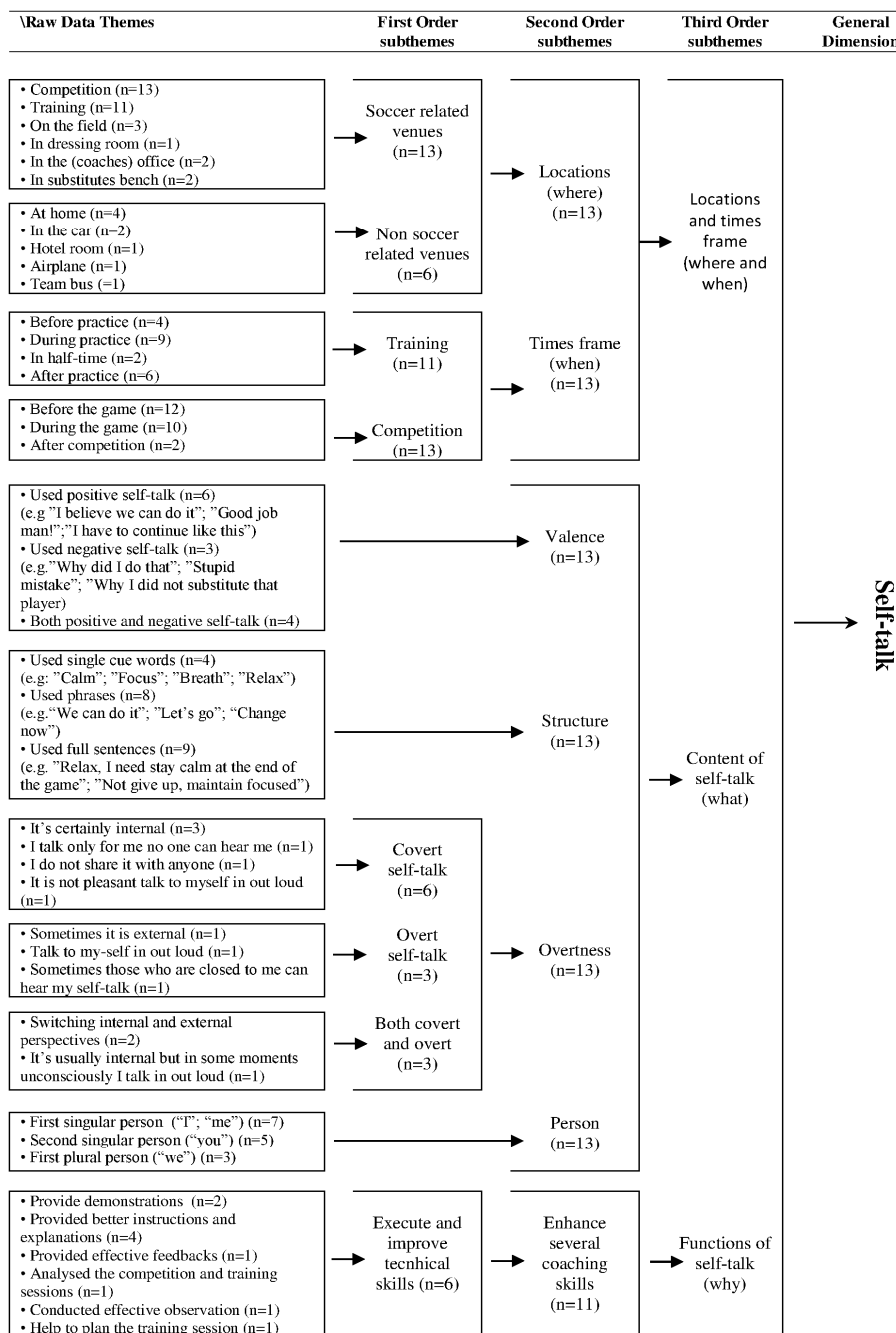 \Raw Data Themes
First Order
subthemes
Second Order
subthemes
Third Order
subthemes
General
Dimension
• Competition (n=13)
• Training (n=11)
• On the field (n=3)
• In dressing room (n=1)
• In the (coaches) office (n=2)
• In substitutes bench (n=2)
Soccer related
venues
(n=13)
Locations
(where)
(n=13)
Locations
and times
frame
(where and
when)
• At home (n=4)
• In the car (n=2)
• Hotel room (n=1)
• Airplane (n=1)
• Team bus (=1)
Non soccer
related venues
(n=6)
• Before practice (n=4)
• During practice (n=9)
• In half-time (n=2)
• After practice (n=6)
Training
(n=11)
Times frame
(when)
(n=13)
• Before the game (n=12)
• During the game (n=10)
• After competition (n=2)
Competition
(n=13)
• Used positive self-talk (n=6)
(e.g ”I believe we can do it”; ”Good job
man!”;”I have to continue like this”)
• Used negative self-talk (n=3)
(e.g.”Why did I do that”; ”Stupid
mistake”; ”Why I did not substitute that
player)
• Both positive and negative self-talk (n=4)
Valence
(n=13)
Self-talk
• Used single cue words (n=4)
(e.g: ”Calm”; ”Focus”; ”Breath”; ”Relax”)
• Used phrases (n=8)
(e.g.“We can do it”; ”Let’s go”; “Change
now”)
• Used full sentences (n=9)
(e.g. ”Relax, I need stay calm at the end of
the game”; ”Not give up, maintain focused”)
Structure
(n=13)
Content of
self-talk
(what)
• It’s certainly internal (n=3)
• I talk only for me no one can hear me (n=1)
• I do not share it with anyone (n=1)
• It is not pleasant talk to myself in out loud
(n=1)
Covert
self-talk
(n=6)
• Sometimes it is external (n=1)
• Talk to my-self in out loud (n=1)
• Sometimes those who are closed to me can
hear my self-talk (n=1)
Overt
self-talk
(n=3)
Overtness
(n=13)
• Switching internal and external
perspectives (n=2)
• It’s usually internal but in some moments
unconsciously I talk in out loud (n=1)
Both covert
and overt
(n=3)
• First singular person (“I”; “me”) (n=7)
• Second singular person (“you”) (n=5)
• First plural person (“we”) (n=3)
Person
(n=13)
• Provide demonstrations (n=2)
• Provided better instructions and
explanations (n=4)
• Provided effective feedbacks (n=1)
• Analysed the competition and training
sessions (n=1)
• Conducted effective observation (n=1)
• Help to plan the training session (n=1)
Execute and
improve
tecnhical
skills (n=6)
Enhance
several
coaching
skills
(n=11)
Functions of
self-talk
(why)